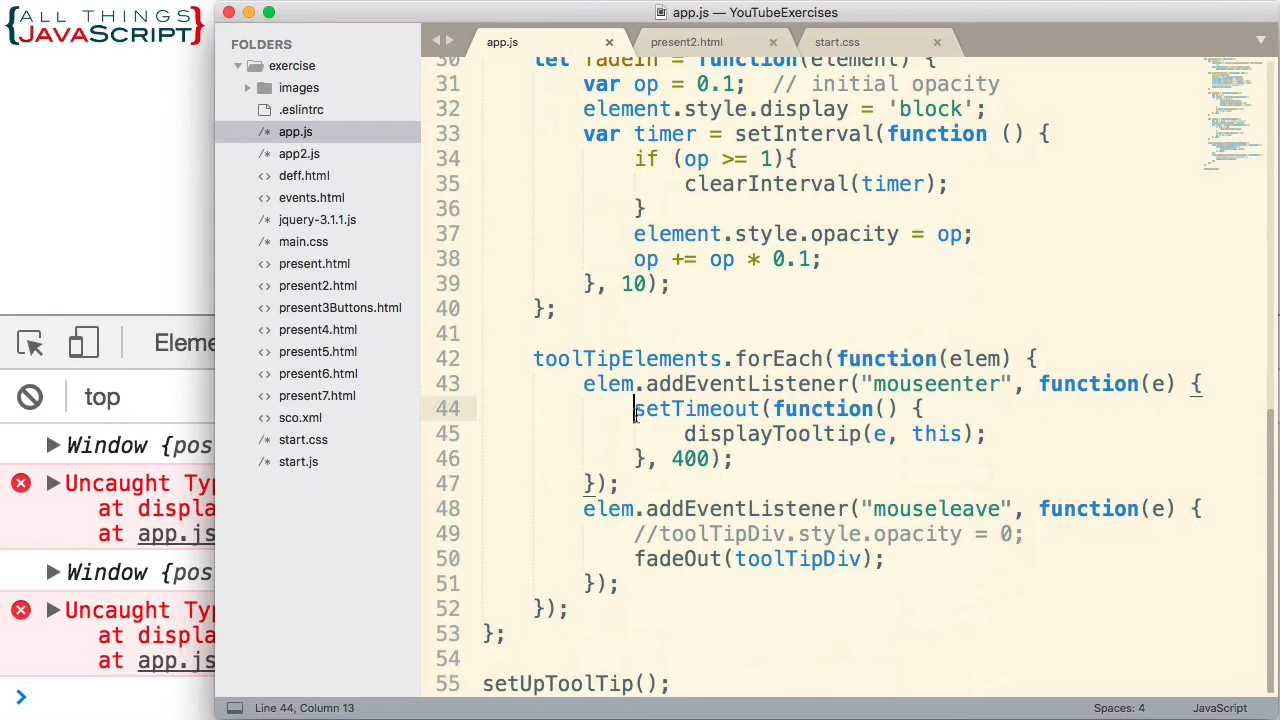 {ALL THINGS
JAVASCRIPT}
app.js — YouTubeExercises
FOLDERS
exercise
images
.eslintrc
/* app.js
/* app2.js
<> deff.html
<> events.html
/* jquery-3.1.1.js
/* main.css
<> present.html
<> present2.html
<> present3Buttons.html
<> present4.html
<> present5.html
<> present6.html
<> present7.html
<> sco.xml
/* start.css
/* start.js
app.js × present2.html × start.css ×
30 let fadeIn = function(element) {
31 var op = 0.1;  // initial opacity
32 element.style.display = 'block';
33 var timer = setInterval(function () {
34 if (op >= 1){
35 clearInterval(timer);
36 }
37 element.style.opacity = op;
38 op += op * 0.1;
39 }, 10);
40 };
41
42 toolTipElements.forEach(function(elem) {
43 elem.addEventListener("mouseenter", function(e) {
44 setTimeout(function() {
45 displayTooltip(e, this);
46 }, 400);
47 });
48 elem.addEventListener("mouseleave", function(e) {
49 //toolTipDiv.style.opacity = 0;
50 fadeOut(toolTipDiv);
51 });
52 });
53 };
54
55 setUpToolTip();
Line 44, Column 13
Spaces: 4
JavaScript
Eleme
top
Window {pos
Uncaught Typ
at displa
at app.js
Window {pos
Uncaught Typ
at displa
at app.js